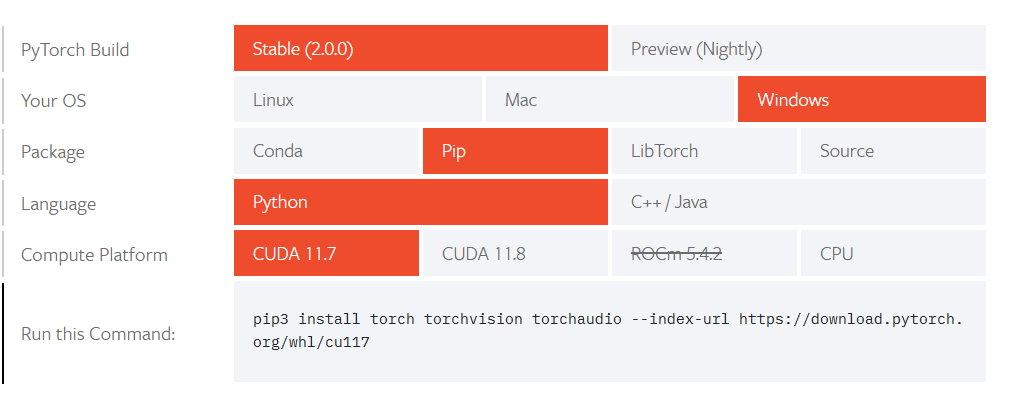 PyTorch Build Stable (2.0.0) Preview (Nightly)
Your OS Linux Mac Windows
Package Conda Pip LibTorch Source
Language Python C++ / Java
Compute Platform CUDA 11.7 CUDA 11.8 ROCm 5.4.2 CPU
Run this Command: pip3 install torch torchvision torchaudio --index-url https://download.pytorch.
org/whl/cu117